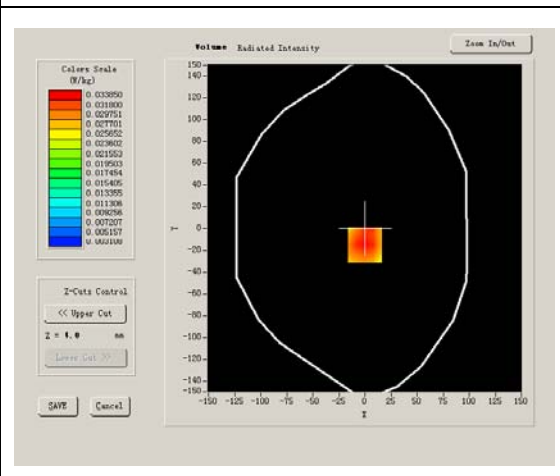 Volume Radiated Intensity
Zoom In/Out
Colors Scale
(W/kg)
0.033850
0.031800
0.029751
0.027701
0.025652
0.023602
0.021553
0.019503
0.017454
0.015405
0.013355
0.011306
0.009256
0.007207
0.005157
0.003108
Z-Cuts Control
<< Upper Cut
Z = 4.0 mm
Lower Cut >>
SAVE
Cancel
150
140
120
100
80
60
40
20
0
-20
-40
-60
-80
-100
-120
-140
-150
Y
-150 -125 -100 -75 -50 -25 0 25 50 75 100 125 150
X